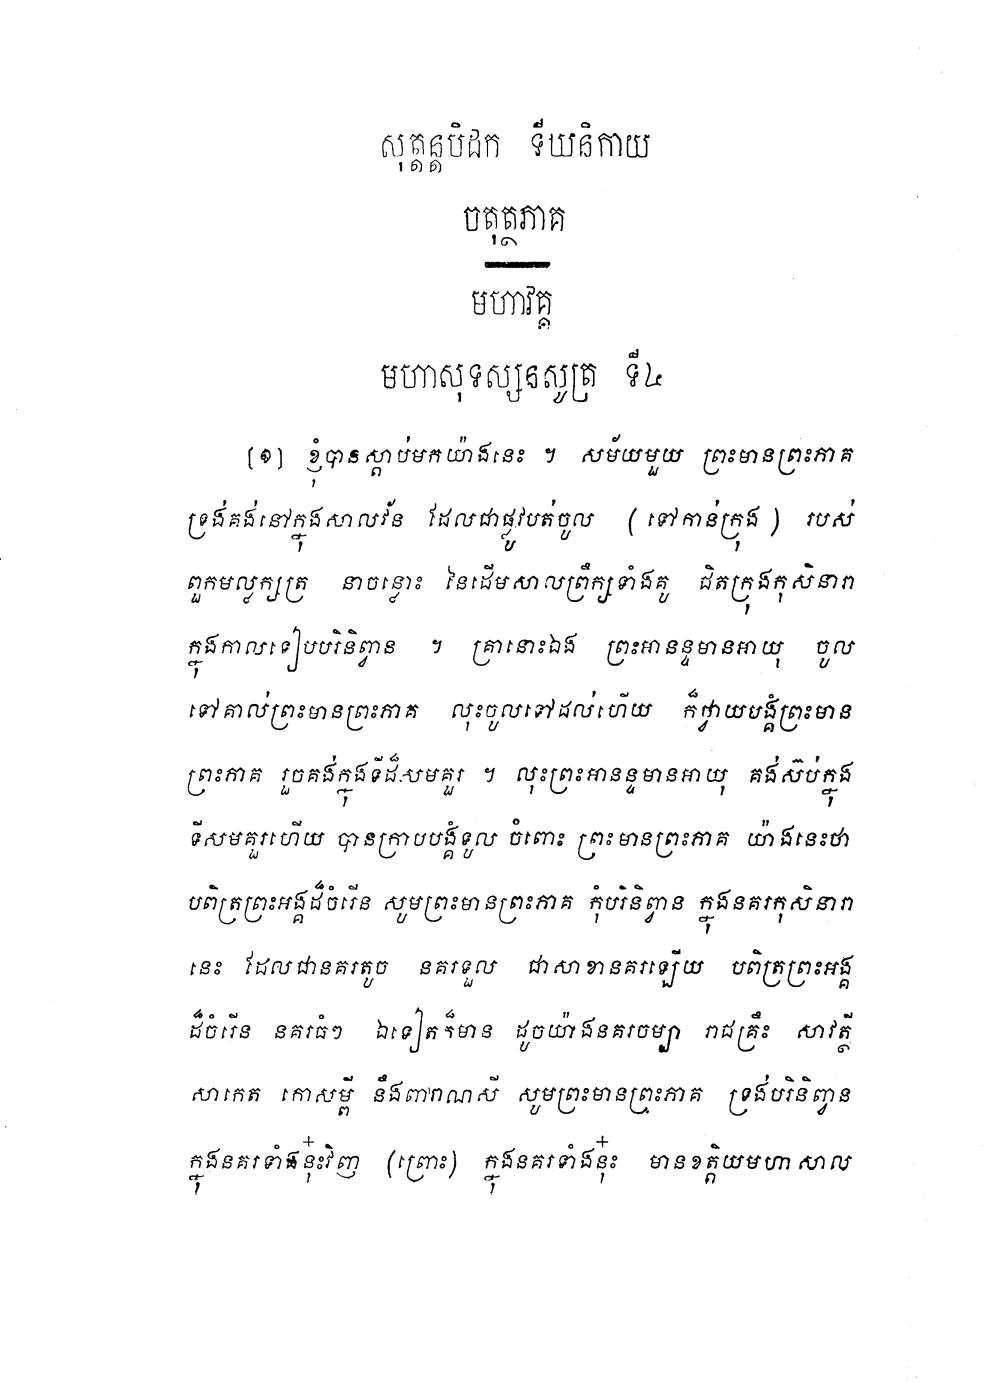 សុត្តន្តបិដក ទីឃនិកាយ
ចតុត្ថភាគ
មហាវគ្គ
មហាសុទស្សនសូត្រ ទី៤
(១) ខ្ញុំបានស្តាប់មកយ៉ាងនេះ ។ សម័យមួយ ព្រះមានព្រះភាគ
ទ្រង់គង់នៅក្នុងសាលវ័ន ដែលជាផ្លូវបត់ចូល (ទៅកាន់ក្រុង) របស់
ពួកមល្លក្សត្រ នាចន្លោះ នៃដើមសាលព្រឹក្សទាំងគូ ជិតក្រុងកុសិនារា
ក្នុងកាលទៀបបរិនិព្វាន ។ គ្រានោះឯង ព្រះអានន្ទមានអាយុ ចូល
ទៅគាល់ព្រះមានព្រះភាគ លុះចូលទៅដល់ហើយ ក៏ថ្វាយបង្គំព្រះមាន
ព្រះភាគ រួចគង់ក្នុងទីដ៏សមគួរ ។ លុះព្រះអានន្ទមានអាយុ គង់ស៊ប់ក្នុង
ទីសមគួរហើយ បានក្រាបបង្គំទូល ចំពោះ ព្រះមានព្រះភាគ យ៉ាងនេះថា
បពិត្រព្រះអង្គដ៏ចំរើន សូមព្រះមានព្រះភាគ កុំបរិនិព្វាន ក្នុងនគរកុសិនារា
នេះ ដែលជានគរតូច នគរទួល ជាសាខានគរឡើយ បពិត្រព្រះអង្គ
ដ៏ចំរើន នគរធំៗ ឯទៀតក៏មាន ដូចយ៉ាងនគរចម្បា រាជគ្រឹះ សាវត្ថី
សាកេត កោសម្ពី នឹងពារាណសី សូមព្រះមានព្រះភាគ ទ្រង់បរិនិព្វាន
ក្នុងនគរទាំងនុ៎ះវិញ (ព្រោះ) ក្នុងនគរទាំងនុ៎ះ មានខត្តិយមហាសាល